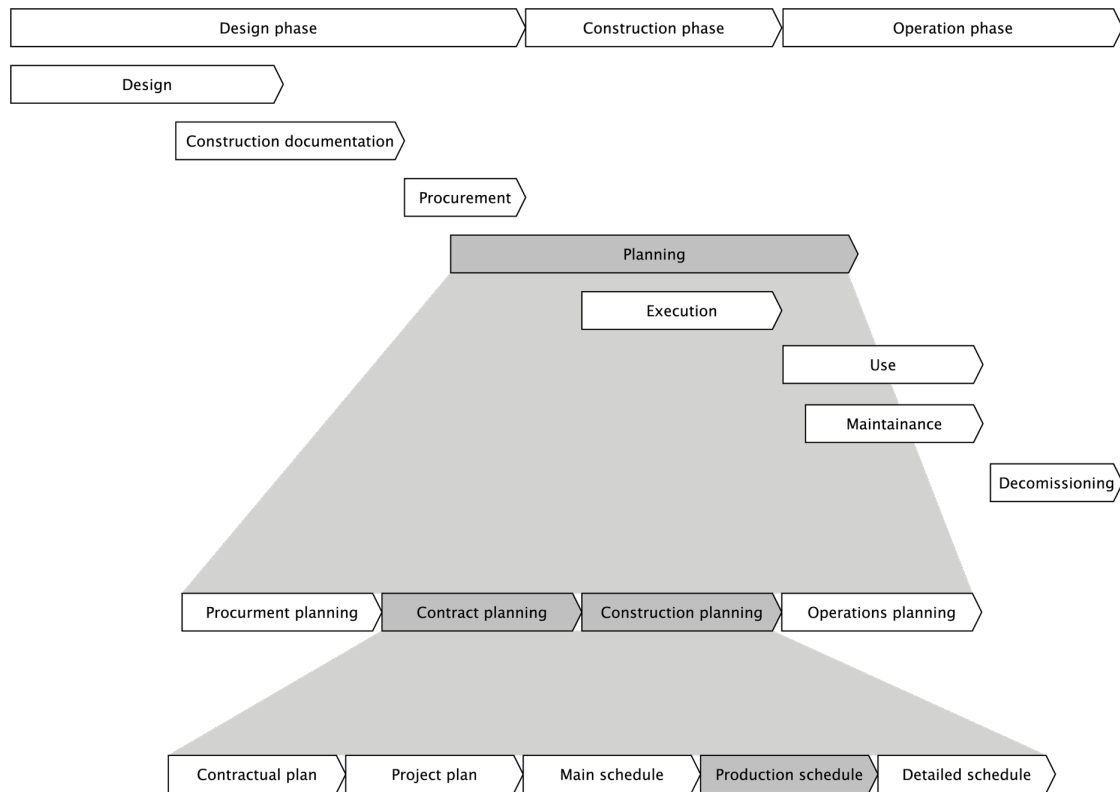 Design phase
Construction phase
Operation phase
Design
Construction documentation
Procurement
Planning
Execution
Use
Maintainance
Decomissioning
Procurment planning
Contract planning
Construction planning
Operations planning
Contractual plan
Project plan
Main schedule
Production schedule
Detailed schedule